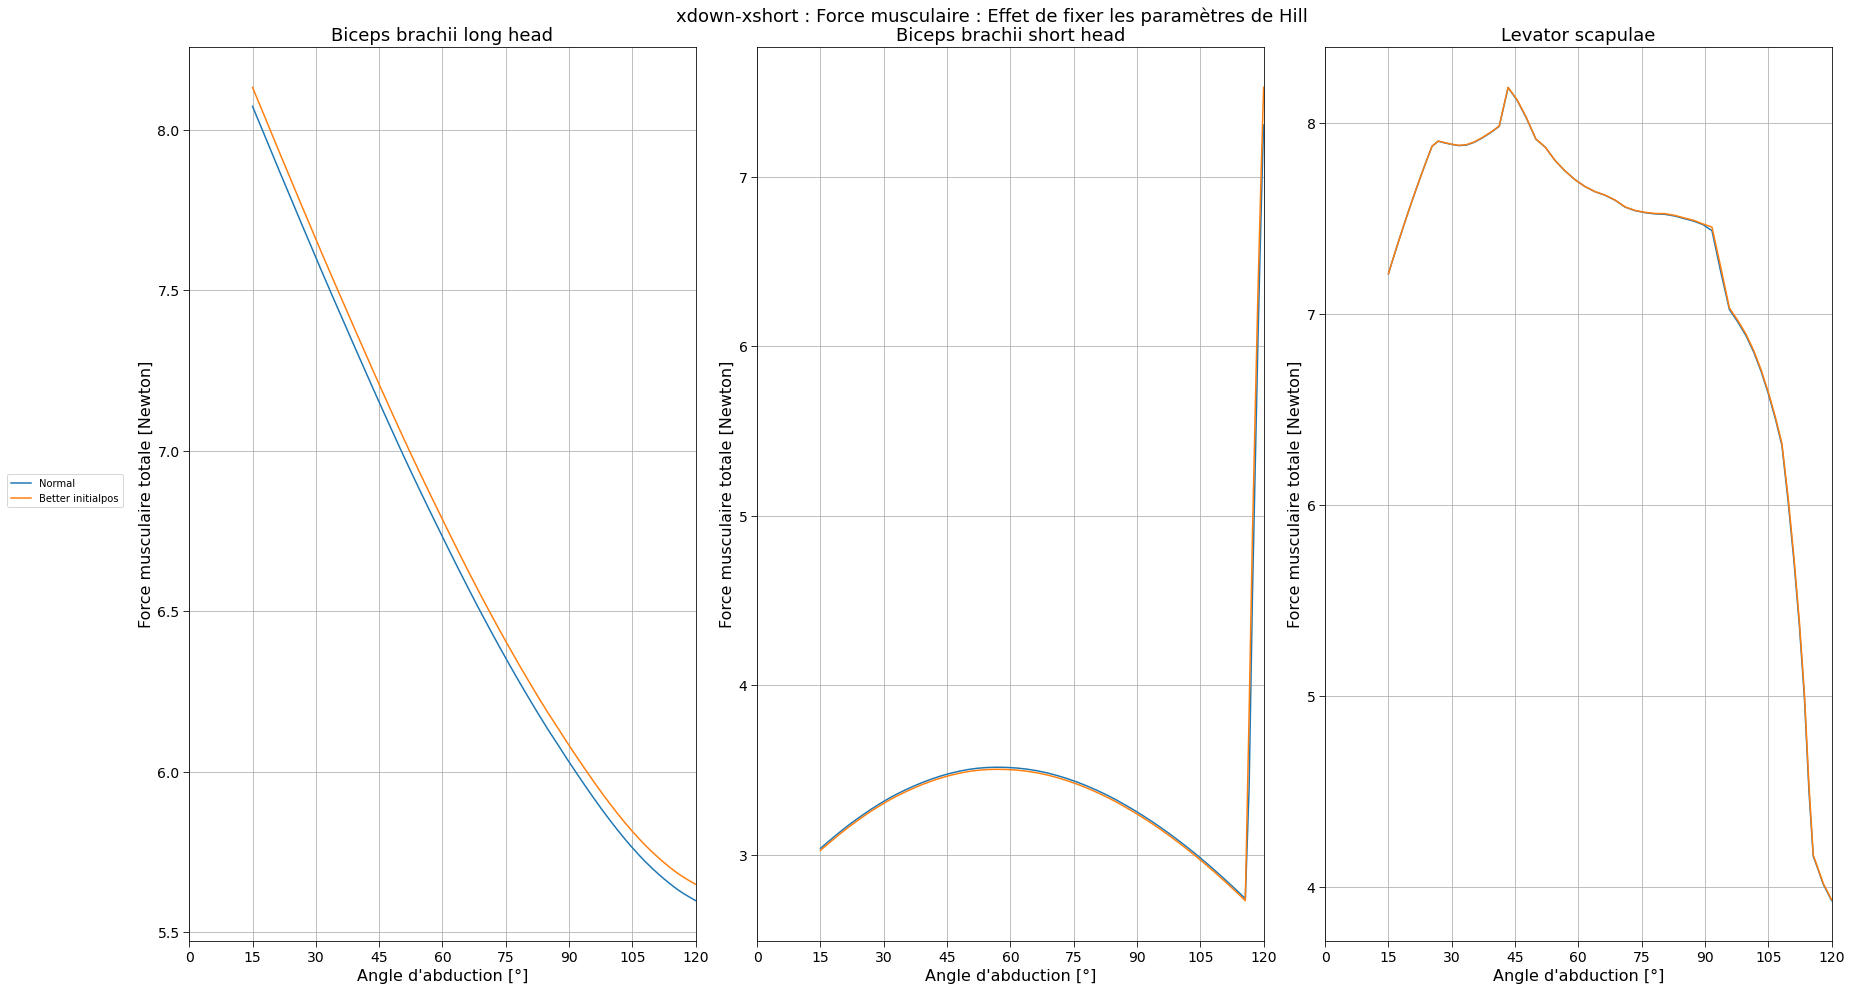 xdown-xshort : Force musculaire : Effet de fixer les paramètres de Hill
Biceps brachii long head
Biceps brachii short head
Levator scapulae
Normal
Better initialpos
Force musculaire totale [Newton]
8.0
7.5
7.0
6.5
6.0
5.5
0 15 30 45 60 75 90 105 120
Angle d'abduction [°]
Force musculaire totale [Newton]
7
6
5
4
3
0 15 30 45 60 75 90 105 120
Angle d'abduction [°]
Force musculaire totale [Newton]
8
7
6
5
4
0 15 30 45 60 75 90 105 120
Angle d'abduction [°]